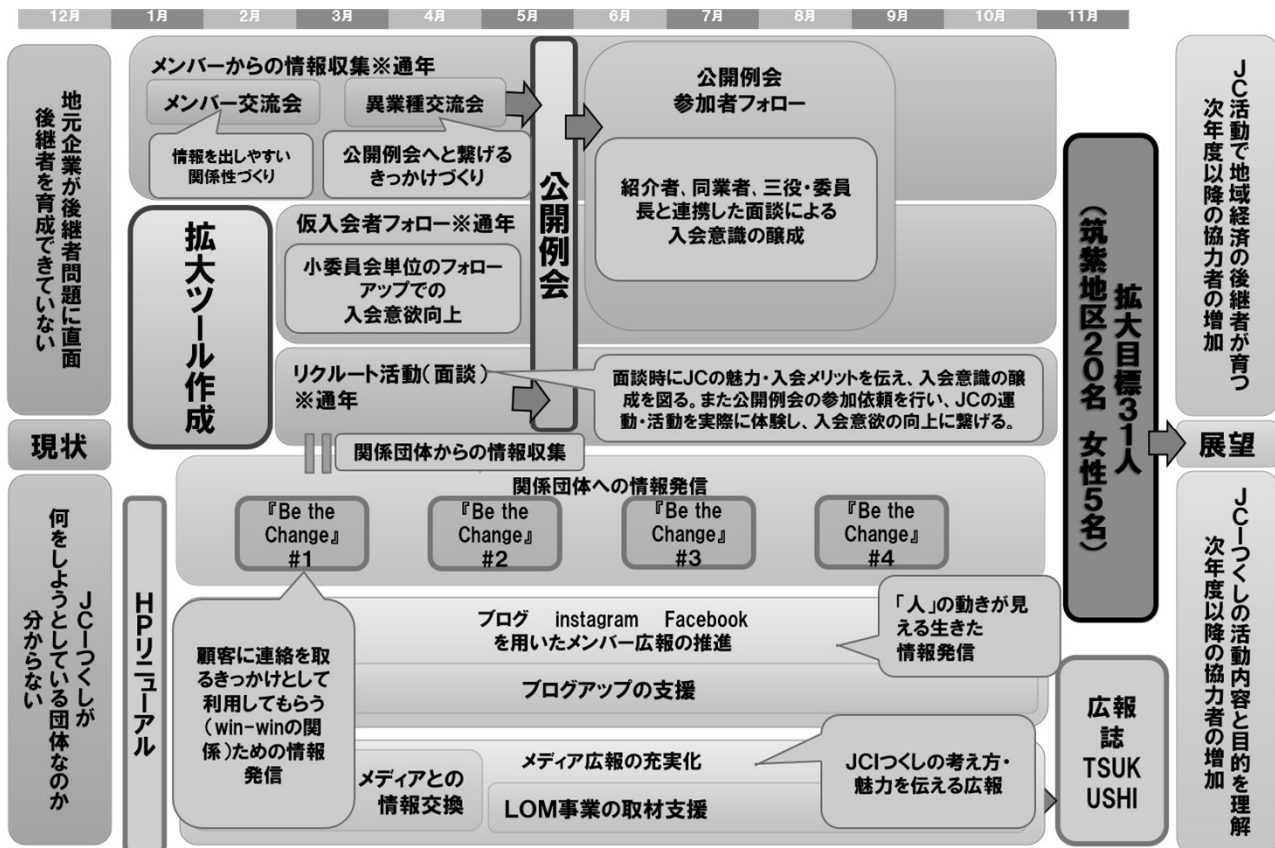 12月 1月 2月 3月 4月 5月 6月 7月 8月 9月 10月 11月
地元企業が後継者問題に直面
後継者を育成できていない
現状
JCIつくしが
何をしようとしている団体なのか
分からない
メンバーからの情報収集※通年
メンバー交流会
異業種交流会
情報を出しやすい
関係性づくり
公開例会へと繋げる
きっかけづくり
公開例会
公開例会
参加者フォロー
紹介者、同業者、三役・委員
長と連携した面談による
入会意識の醸成
拡大ツール作成
仮入会者フォロー※通年
小委員会単位のフォロー
アップでの
入会意欲向上
リクルート活動(面談)
※通年
面談時にJCの魅力・入会メリットを伝え、入会意識の醸
成を図る。また公開例会の参加依頼を行い、JCの運
動・活動を実際に体験し、入会意欲の向上に繋げる。
関係団体からの情報収集
関係団体への情報発信
『Be the
Change』
#1
『Be the
Change』
#2
『Be the
Change』
#3
『Be the
Change』
#4
HPリニューアル
顧客に連絡を取
るきっかけとして
利用してもらう
(win-winの関
係)ための情報
発信
ブログ instagram Facebook
を用いたメンバー広報の推進
「人」の動きが見
える生きた
情報発信
ブログアップの支援
メディア広報の充実化
メディアとの
情報交換
LOM事業の取材支援
JCIつくしの考え方・
魅力を伝える広報
拡大目標31人
(筑紫地区20名 女性5名)
広報
誌
TSUK
USHI
JC活動で地域経済の後継者が育つ
次年度以降の協力者の増加
展望
JCIつくしの活動内容と目的を理解
次年度以降の協力者の増加